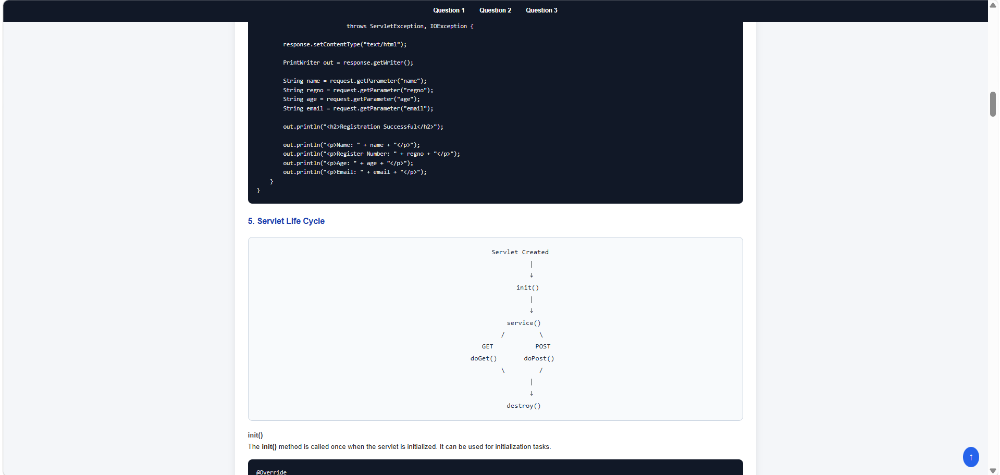 Question 1 Question 2 Question 3
throws ServletException, IOException {
response.setContentType("text/html");
PrintWriter out = response.getWriter();
String name = request.getParameter("name");
String regno = request.getParameter("regno");
String age = request.getParameter("age");
String email = request.getParameter("email");
out.println("<h2>Registration Successful</h2>");
out.println("<p>Name: " + name + "</p>");
out.println("<p>Register Number: " + regno + "</p>");
out.println("<p>Age: " + age + "</p>");
out.println("<p>Email: " + email + "</p>");
}
}
5. Servlet Life Cycle
Servlet Created
|
↓
init()
|
↓
service()
/ \
GET POST
doGet() doPost()
\ /
|
↓
destroy()
init()
The init() method is called once when the servlet is initialized. It can be used for initialization tasks.
@Override
↑